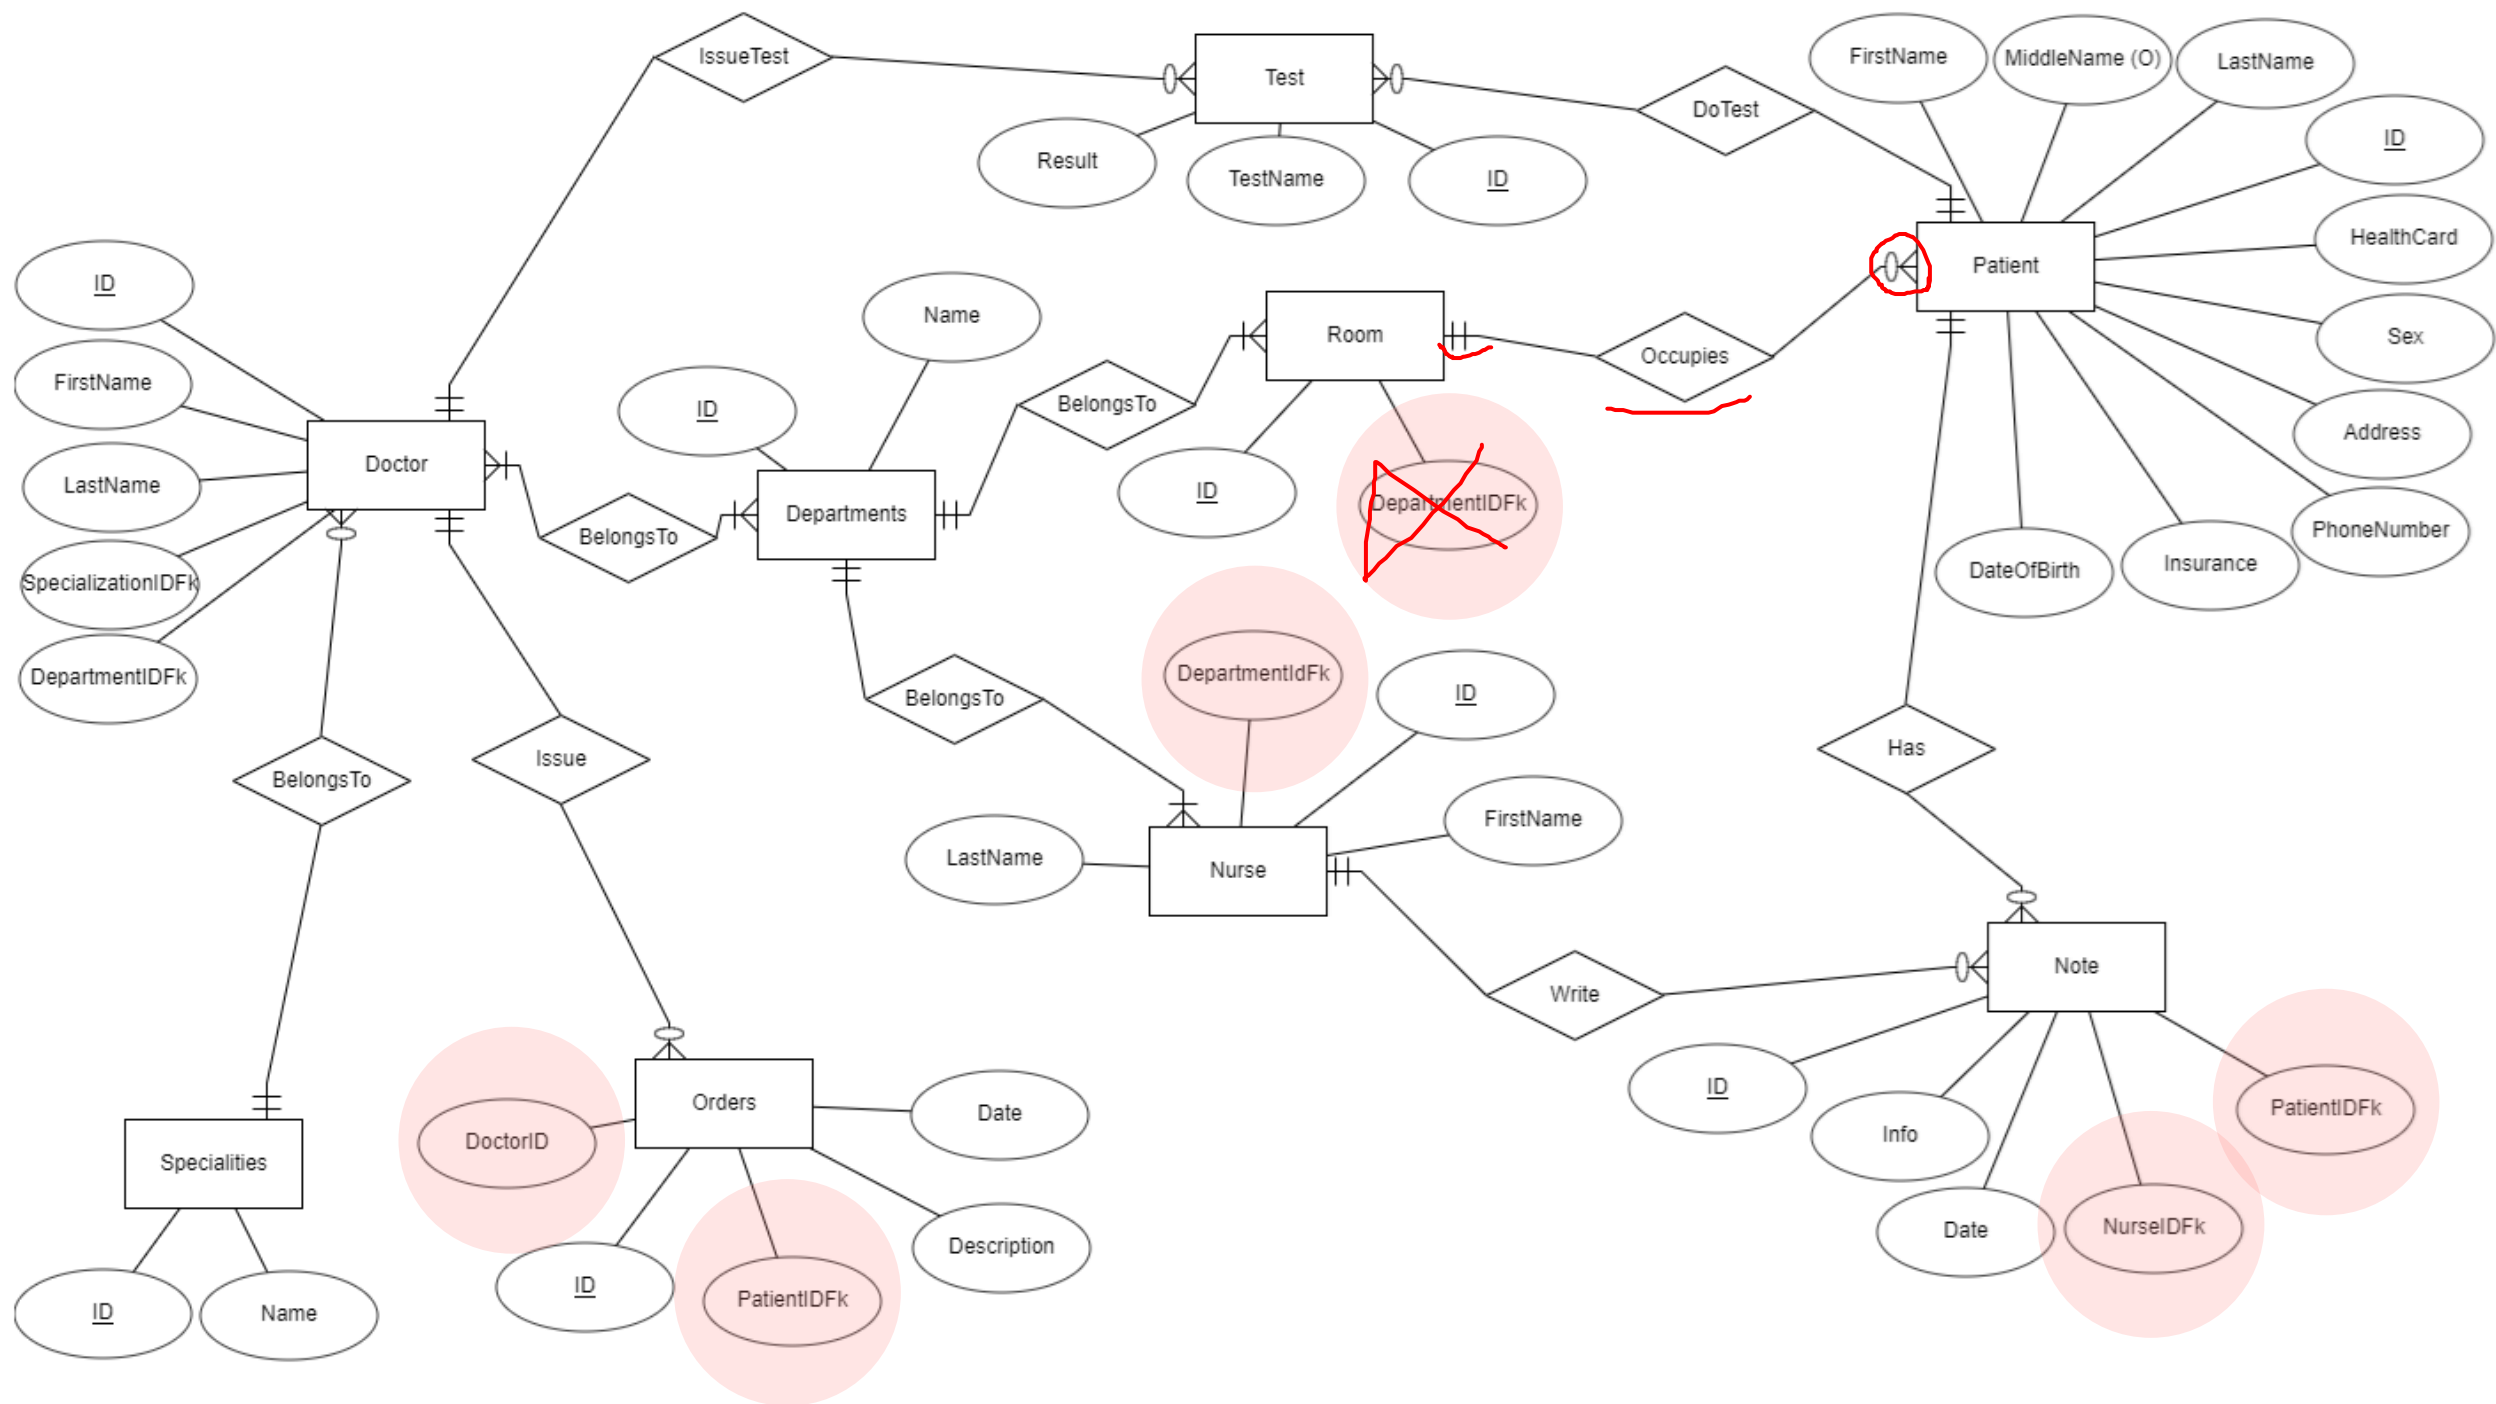 IssueTest
Test
FirstName
MiddleName (O)
LastName
DoTest
ID
Result
TestName
ID
HealthCard
Patient
ID
Name
Room
Sex
Occupies
FirstName
ID
BelongsTo
Address
Doctor
LastName
ID
DepartmentIDFk
Departments
BelongsTo
PhoneNumber
DateOfBirth
Insurance
SpecializationIDFk
DepartmentIDFk
DepartmentIdFk
ID
BelongsTo
Has
BelongsTo
Issue
FirstName
LastName
Nurse
Note
Write
Orders
Date
DoctorID
ID
PatientIDFk
Info
Specialities
Date
NurseIDFk
Description
ID
PatientIDFk
ID
Name